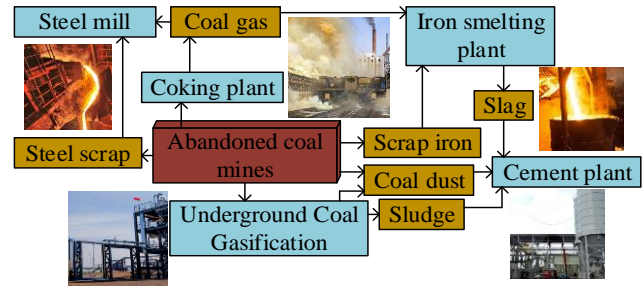 Steel mill
Coal gas
Iron smelting
plant
Coking plant
Slag
Abandoned coal
mines
Steel scrap
Scrap iron
Coal dust
Cement plant
Underground Coal
Gasification
Sludge